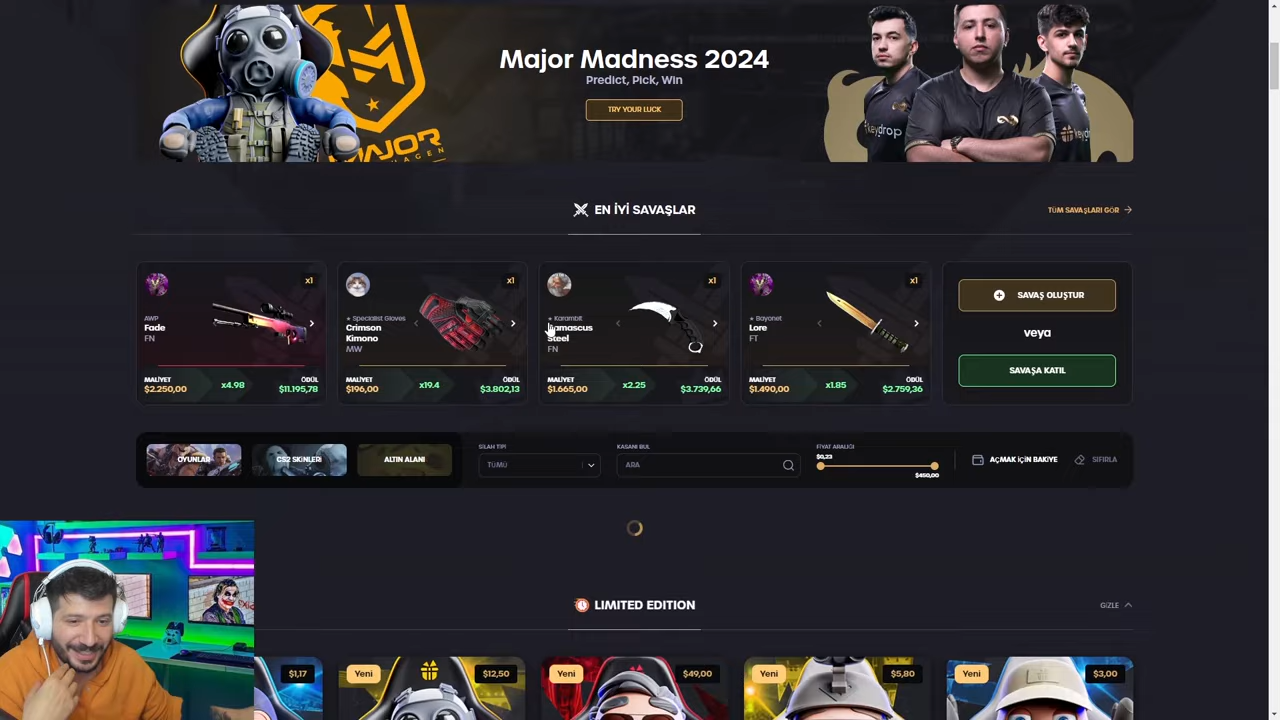 Major Madness 2024
Predict, Pick, Win
TRY YOUR LUCK
MAJOR
keydrop
keydrop
EN İYİ SAVAŞLAR
TÜM SAVAŞLARI GÖR
x1
AWP
Fade
FN
MALİYET
$2.250,00
x4.98
ÖDÜL
$11.195,78
x1
★ Specialist Gloves
Crimson
Kimono
MW
MALİYET
$196,00
x19.4
ÖDÜL
$3.802,13
x1
★ Karambit
Damascus
Steel
FN
MALİYET
$1.665,00
x2.25
ÖDÜL
$3.739,66
x1
★ Bayonet
Lore
FT
MALİYET
$1.490,00
x1.85
ÖDÜL
$2.759,36
SAVAŞ OLUŞTUR
veya
SAVAŞA KATIL
OYUNLAR
CS2 SKİNLERİ
ALTIN ALANI
SİLAH TİPİ
TÜMÜ
KASANI BUL
ARA
FİYAT ARALIĞI
$0,23
$450,00
AÇMAK İÇİN BAKİYE
SIFIRLA
LIMITED EDITION
GİZLE
$1,17
Yeni
$12,50
Yeni
$49,00
Yeni
$5,80
Yeni
$3,00